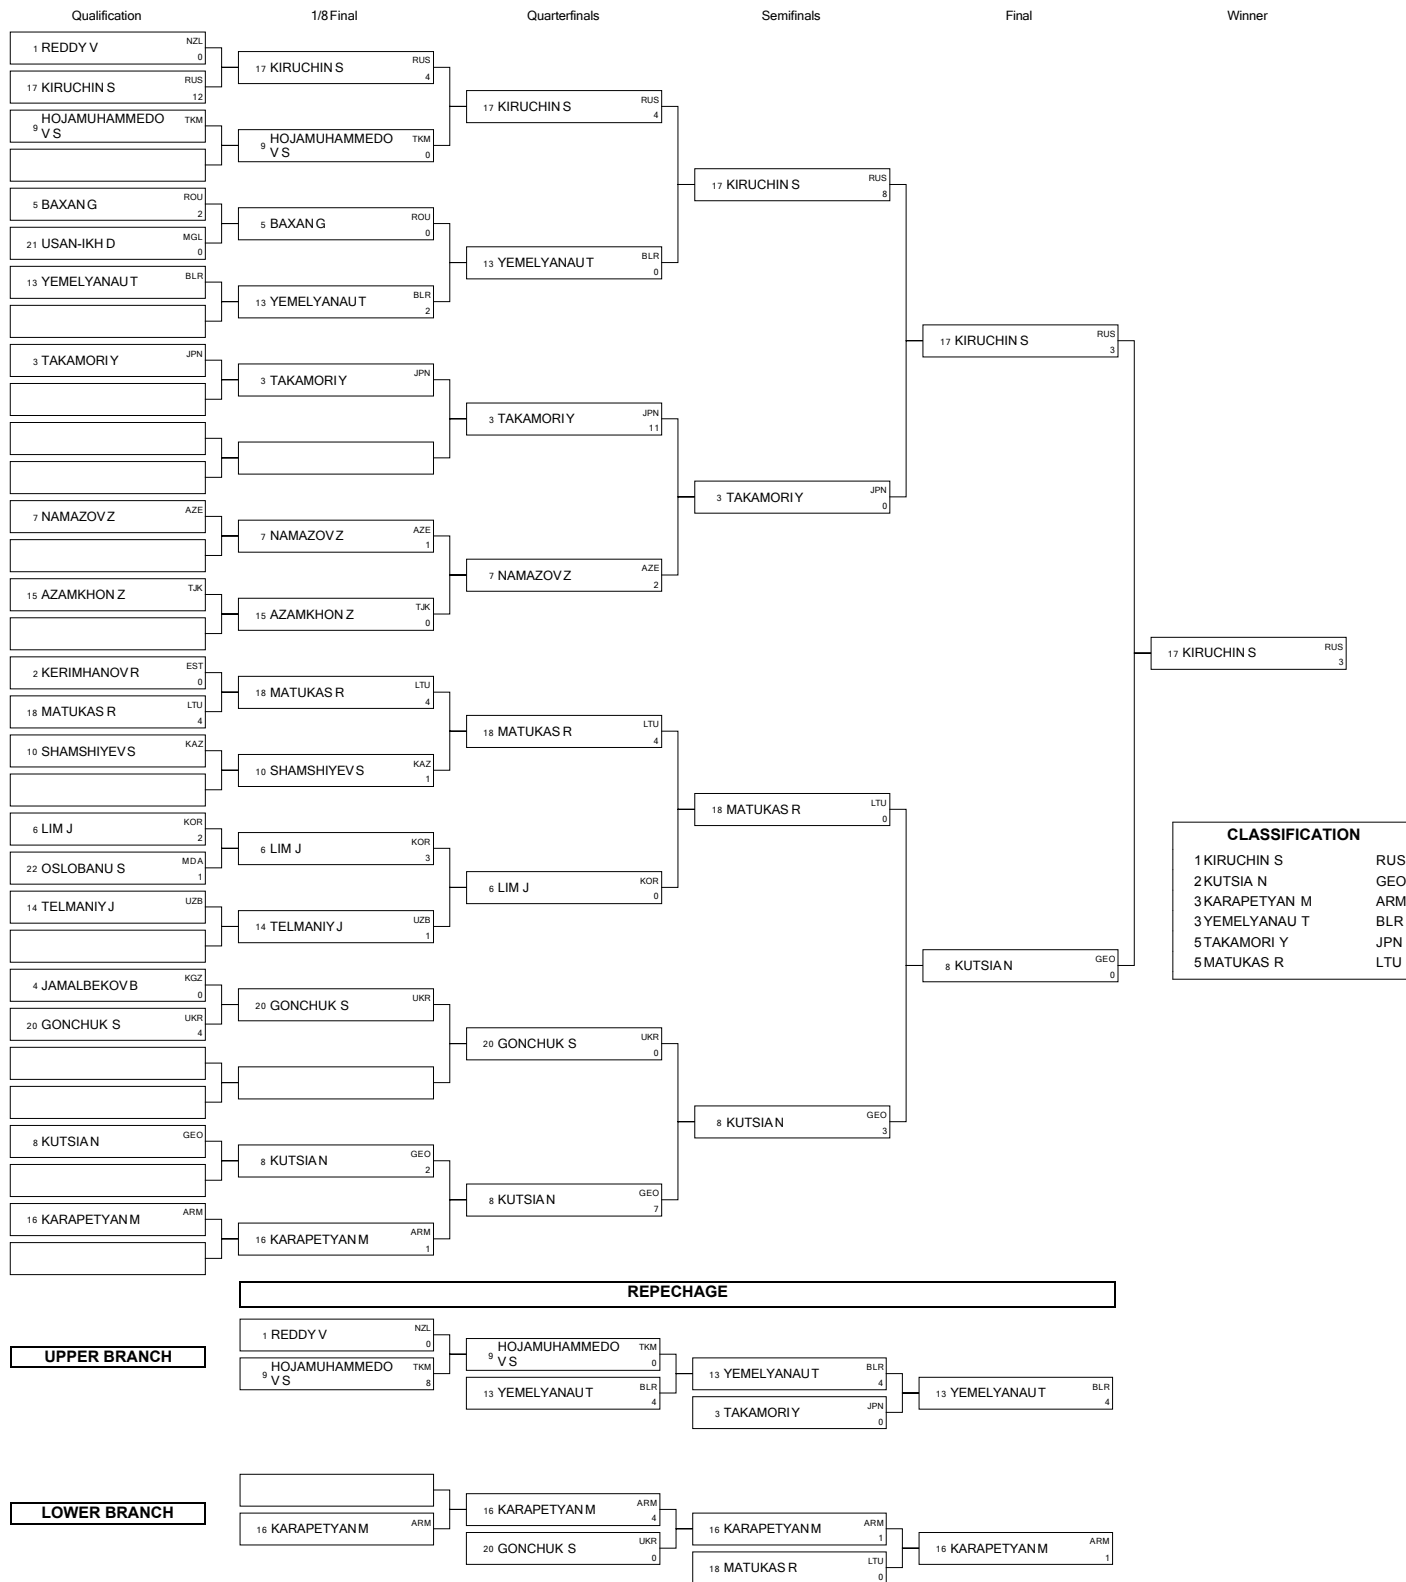 Qualification 1/8 Final Quarterfinals Semifinals Final Winner
1 REDDY V NZL
0
17 KIRUCHIN S RUS
12
9 HOJAMUHAMMEDO TKM
V S
5 BAXAN G ROU
2
21 USAN-IKH D MGL
0
13 YEMELYANAU T BLR
3 TAKAMORI Y JPN
7 NAMAZOV Z AZE
15 AZAMKHON Z TJK
2 KERIMHANOV R EST
0
18 MATUKAS R LTU
4
10 SHAMSHIYEV S KAZ
6 LIM J KOR
2
22 OSLOBANU S MDA
1
14 TELMANIY J UZB
4 JAMALBEKOV B KGZ
0
20 GONCHUK S UKR
4
8 KUTSIA N GEO
16 KARAPETYAN M ARM
17 KIRUCHIN S RUS
4
9 HOJAMUHAMMEDO TKM
V S 0
5 BAXAN G ROU
0
13 YEMELYANAU T BLR
2
3 TAKAMORI Y JPN
7 NAMAZOV Z AZE
1
15 AZAMKHON Z TJK
0
18 MATUKAS R LTU
4
10 SHAMSHIYEV S KAZ
1
6 LIM J KOR
3
14 TELMANIY J UZB
1
20 GONCHUK S UKR
8 KUTSIA N GEO
2
16 KARAPETYAN M ARM
1
17 KIRUCHIN S RUS
4
13 YEMELYANAU T BLR
0
3 TAKAMORI Y JPN
11
7 NAMAZOV Z AZE
2
18 MATUKAS R LTU
4
6 LIM J KOR
0
20 GONCHUK S UKR
0
8 KUTSIA N GEO
7
17 KIRUCHIN S RUS
8
3 TAKAMORI Y JPN
0
18 MATUKAS R LTU
0
8 KUTSIA N GEO
3
17 KIRUCHIN S RUS
3
8 KUTSIA N GEO
0
17 KIRUCHIN S RUS
3
CLASSIFICATION
1 KIRUCHIN S RUS
2 KUTSIA N GEO
3 KARAPETYAN M ARM
3 YEMELYANAU T BLR
5 TAKAMORI Y JPN
5 MATUKAS R LTU
REPECHAGE
UPPER BRANCH
1 REDDY V NZL
0
9 HOJAMUHAMMEDO TKM
V S 8
9 HOJAMUHAMMEDO TKM
V S 0
13 YEMELYANAU T BLR
4
13 YEMELYANAU T BLR
4
3 TAKAMORI Y JPN
0
13 YEMELYANAU T BLR
4
LOWER BRANCH
16 KARAPETYAN M ARM
16 KARAPETYAN M ARM
4
20 GONCHUK S UKR
0
16 KARAPETYAN M ARM
1
18 MATUKAS R LTU
0
16 KARAPETYAN M ARM
1